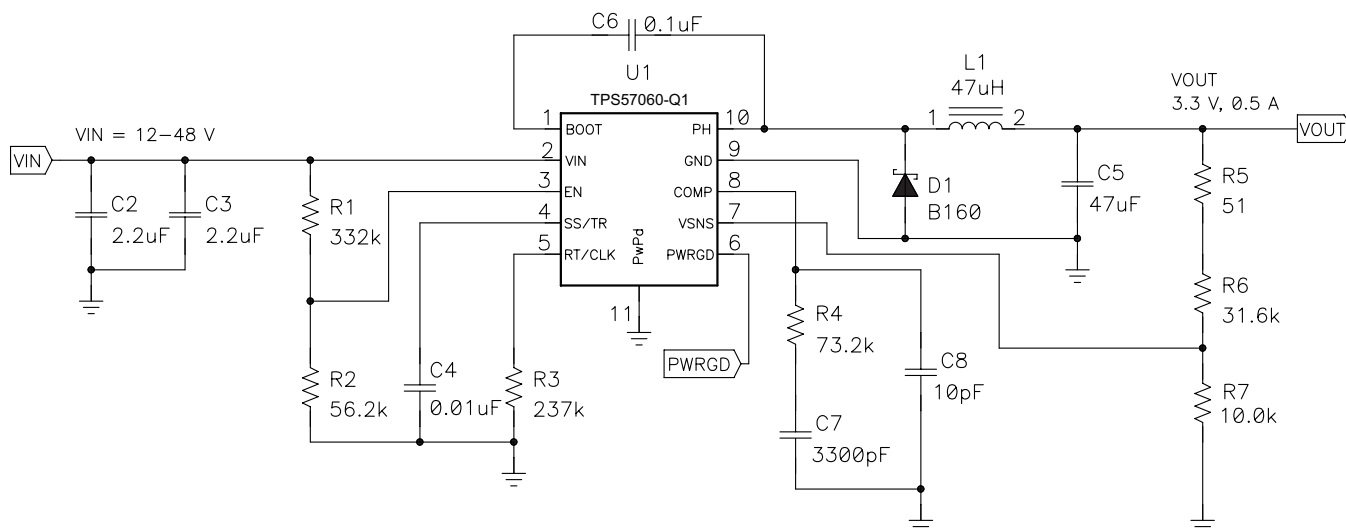 C6
0.1uF
U1
TPS57060-Q1
L1
47uH
VOUT
3.3 V, 0.5 A
VIN = 12-48 V
1
BOOT
PH
10
1
2
VOUT
VIN
2
VIN
GND
9
3
EN
COMP
8
4
SS/TR
VSNS
7
5
RT/CLK
PWRGD
6
PwPd
11
C2
2.2uF
C3
2.2uF
R1
332k
D1
B160
C5
47uF
R5
51
R6
31.6k
R4
73.2k
PWRGD
C8
10pF
R2
56.2k
C4
0.01uF
R3
237k
R7
10.0k
C7
3300pF